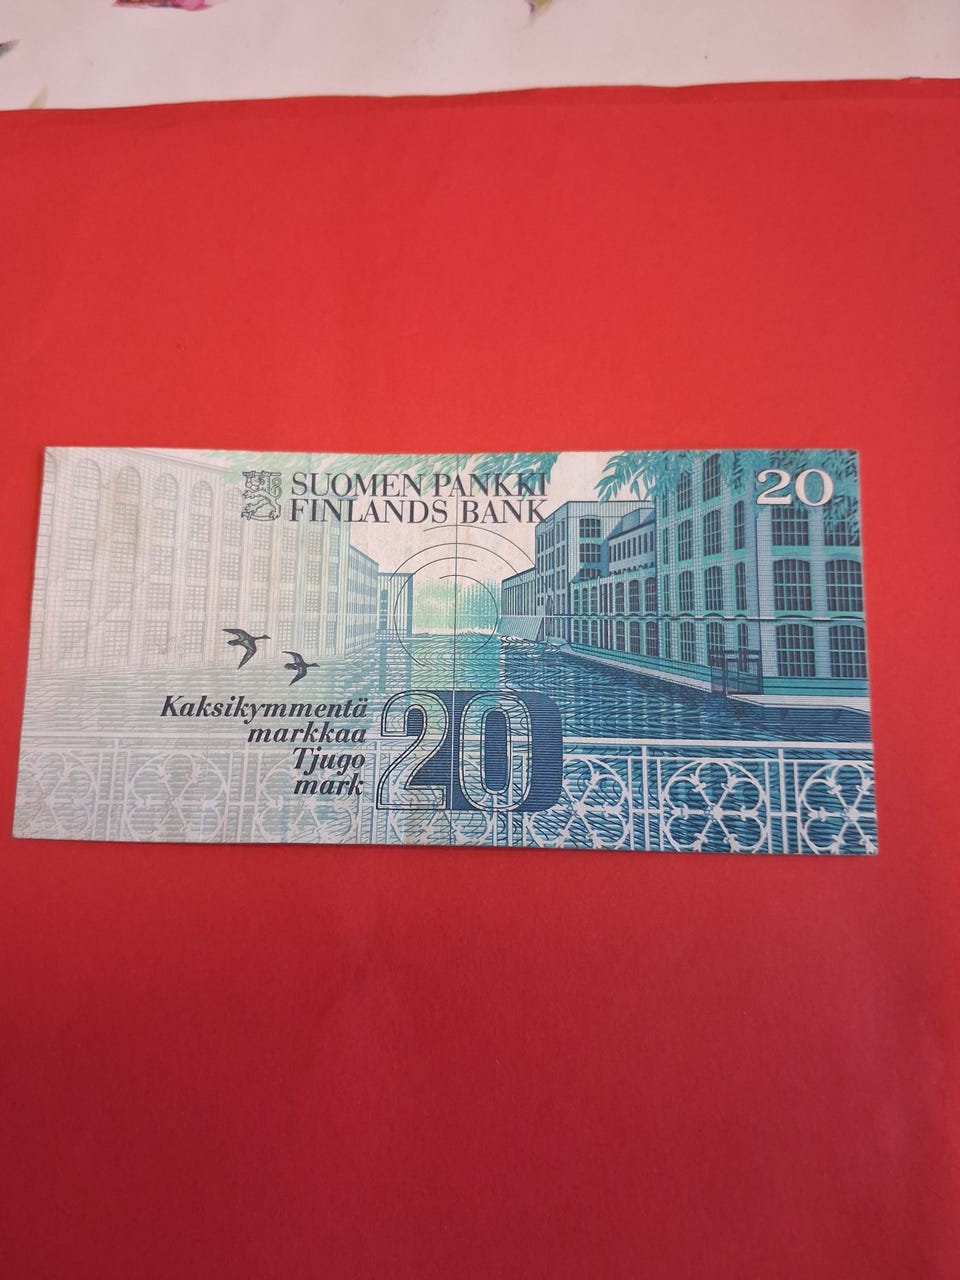 SUOMEN PANKKI
FINLANDS BANK
20
Kaksikymmentä
markkaa
Tjugo
mark
20